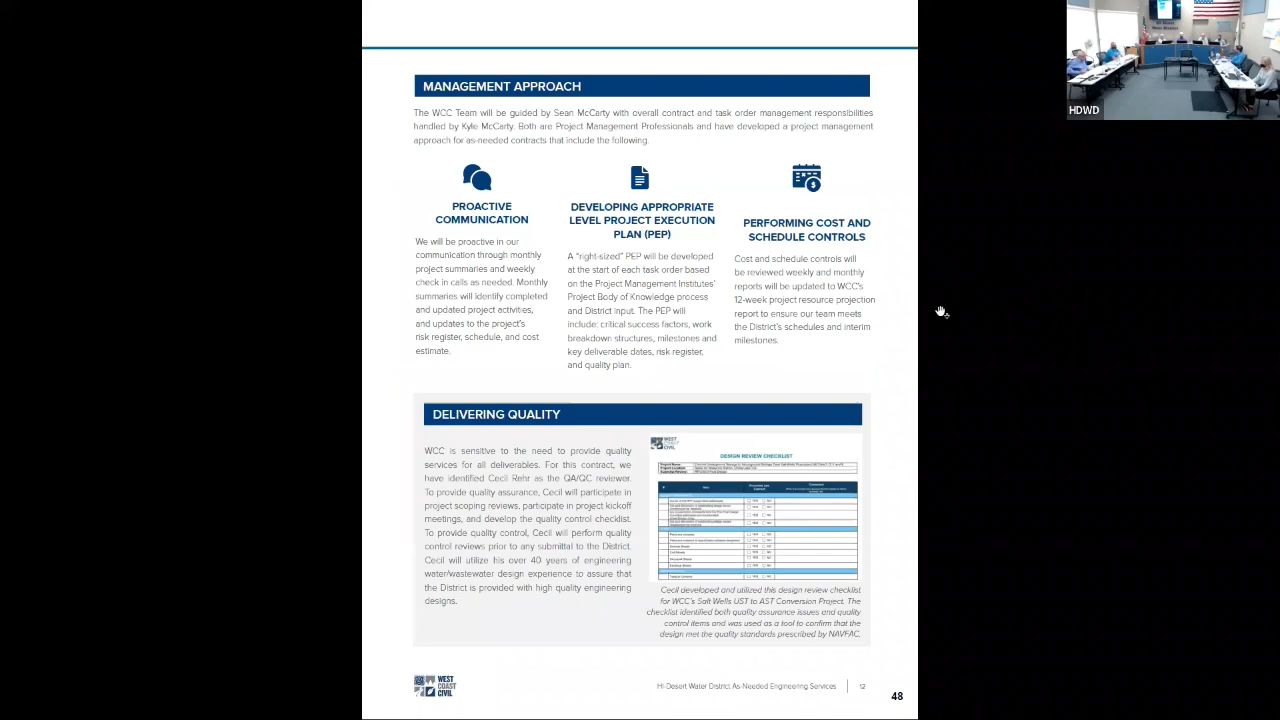 MANAGEMENT APPROACH
The WCC Team will be guided by Sean McCarty with overall contract and task order management responsibilities
handled by Kyle McCarty. Both are Project Management Professionals and have developed a project management
approach for as-needed contracts that include the following.
PROACTIVE
COMMUNICATION
We will be proactive in our
communication through monthly
project summaries and weekly
check in calls as needed. Monthly
summaries will identify completed
and updated project activities,
and updates to the project's
risk register, schedule, and cost
estimate.
DEVELOPING APPROPRIATE
LEVEL PROJECT EXECUTION
PLAN (PEP)
A “right-sized” PEP will be developed
at the start of each task order based
on the Project Management Institutes'
Project Body of Knowledge process
and District input. The PEP will
include: critical success factors, work
breakdown structures, milestones and
key deliverable dates, risk register,
and quality plan.
PERFORMING COST AND
SCHEDULE CONTROLS
Cost and schedule controls will
be reviewed weekly and monthly
reports will be updated to WCC's
12-week project resource projection
report to ensure our team meets
the District's schedules and interim
milestones.
DELIVERING QUALITY
WCC is sensitive to the need to provide quality
services for all deliverables. For this contract, we
have identified Cecil Rehr as the QA/QC reviewer.
To provide quality assurance, Cecil will participate in
project scoping reviews, participate in project kickoff
meetings, and develop the quality control checklist.
To provide quality control, Cecil will perform quality
control reviews prior to any submittal to the District.
Cecil will utilize his over 40 years of engineering
water/wastewater design experience to assure that
the District is provided with high quality engineering
designs.
WEST
COAST
CIVIL
DESIGN REVIEW CHECKLIST
Cecil developed and utilized this design review checklist
for WCC's Salt Wells UST to AST Conversion Project. The
checklist identified both quality assurance issues and quality
control items and was used as a tool to confirm that the
design met the quality standards prescribed by NAVFAC.
WEST
COAST
CIVIL
Hi-Desert Water District As-Needed Engineering Services
12
48
HDWD